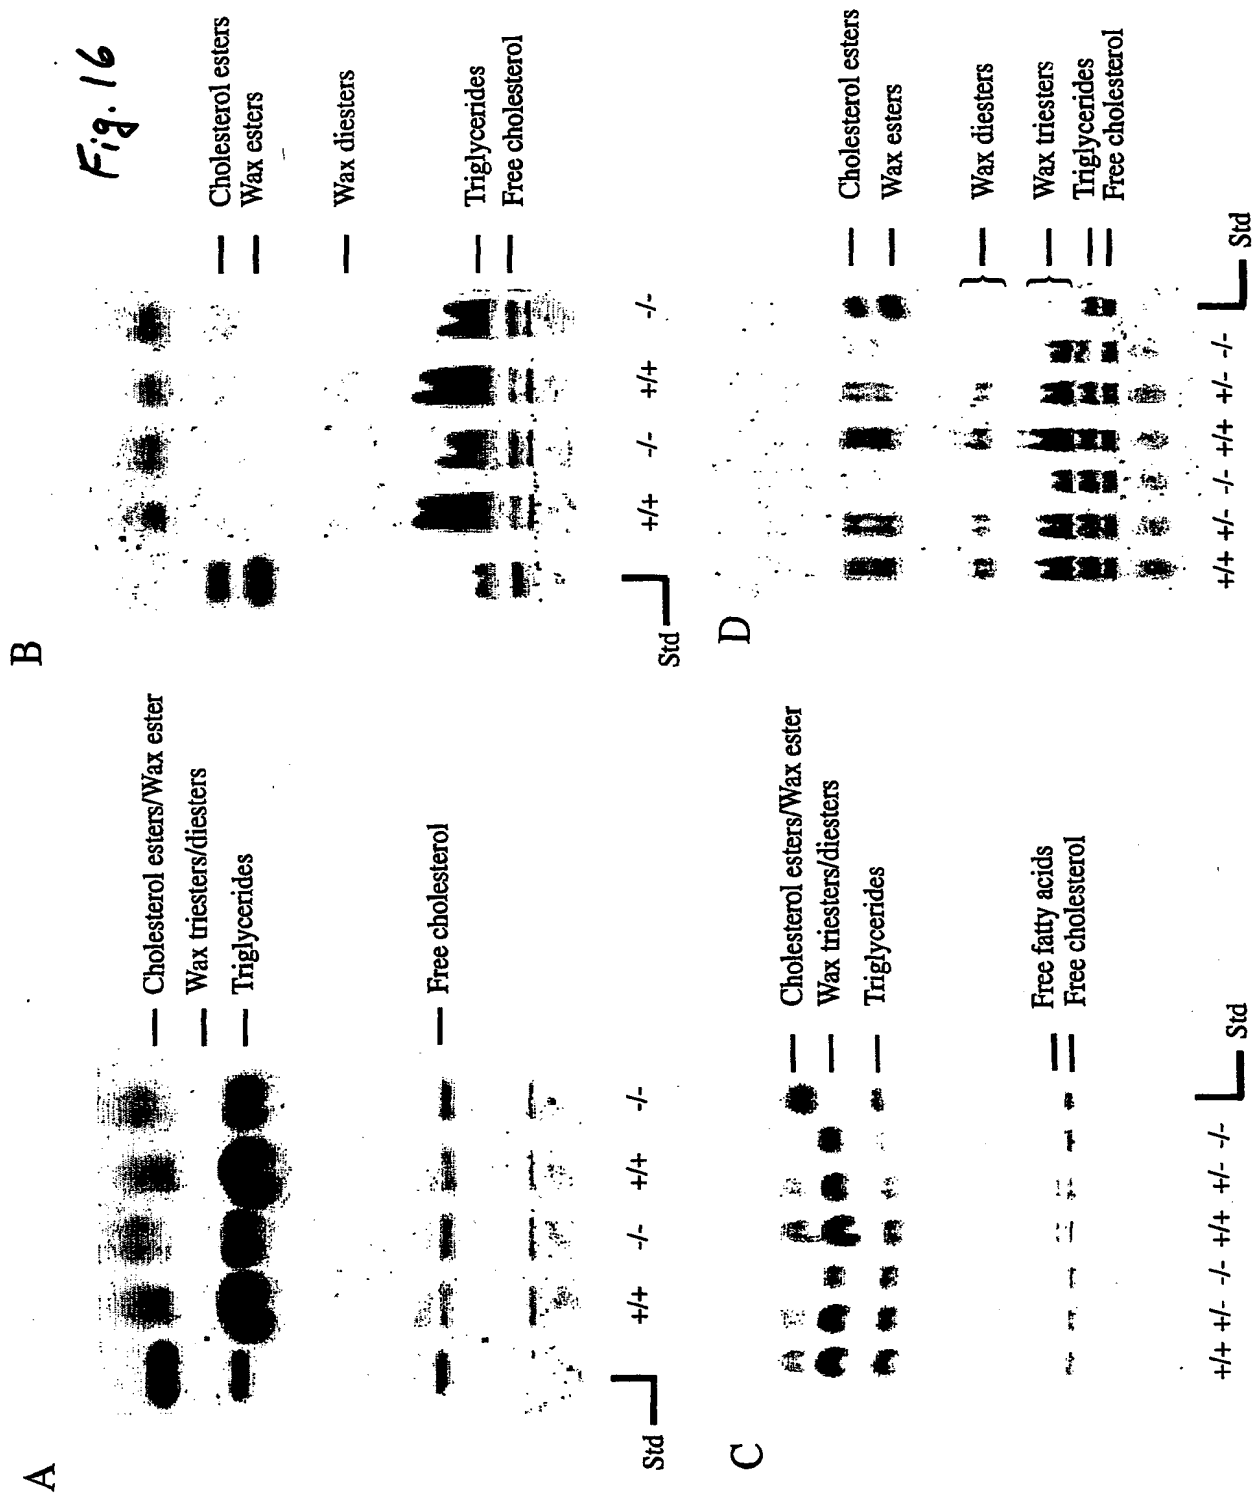 Fig. 16
A
Cholesterol esters/Wax ester
Wax triesters/diesters
Triglycerides
Free cholesterol
Std
+/+ -/- +/+ -/-
B
Cholesterol esters
Wax esters
Wax diesters
Triglycerides
Free cholesterol
Std
+/+ -/- +/+ -/-
C
Cholesterol esters/Wax ester
Wax triesters/diesters
Triglycerides
Free fatty acids
Free cholesterol
+/+ +/- -/- +/+ +/- -/-
Std
D
Cholesterol esters
Wax esters
Wax diesters
Wax triesters
Triglycerides
Free cholesterol
+/+ +/- -/- +/+ +/- -/-
Std